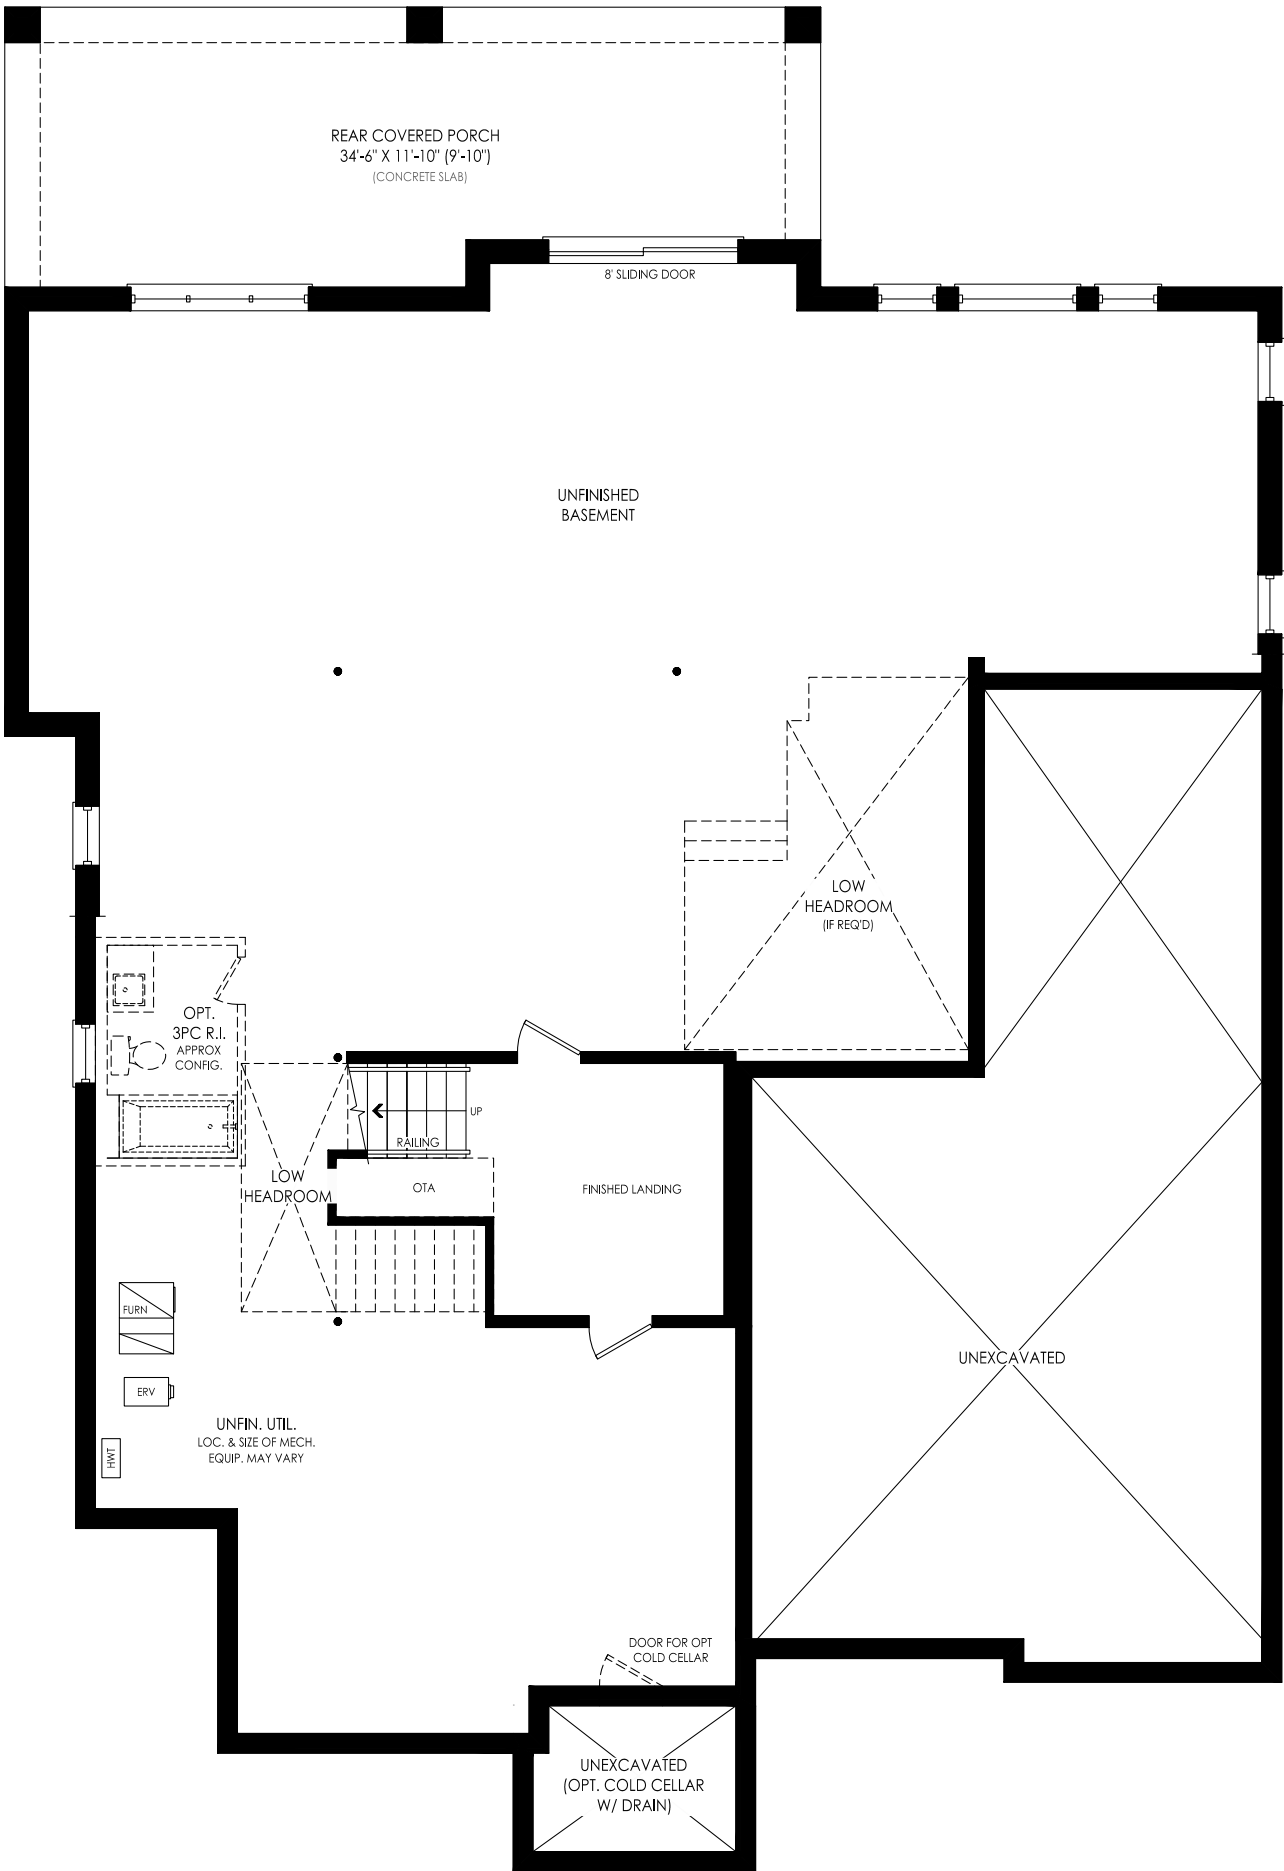 REAR COVERED PORCH
34'-6" X 11'-10" (9'-10")
(CONCRETE SLAB)
8' SLIDING DOOR
UNFINISHED
BASEMENT
LOW
HEADROOM
(IF REQ'D)
OPT.
3PC R.I.
APPROX
CONFIG.
UP
RAILING
LOW
HEADROOM
OTA
FINISHED LANDING
FURN
ERV
HWT
UNFIN. UTIL.
LOC. & SIZE OF MECH.
EQUIP. MAY VARY
UNEXCAVATED
DOOR FOR OPT
COLD CELLAR
UNEXCAVATED
(OPT. COLD CELLAR
W/ DRAIN)